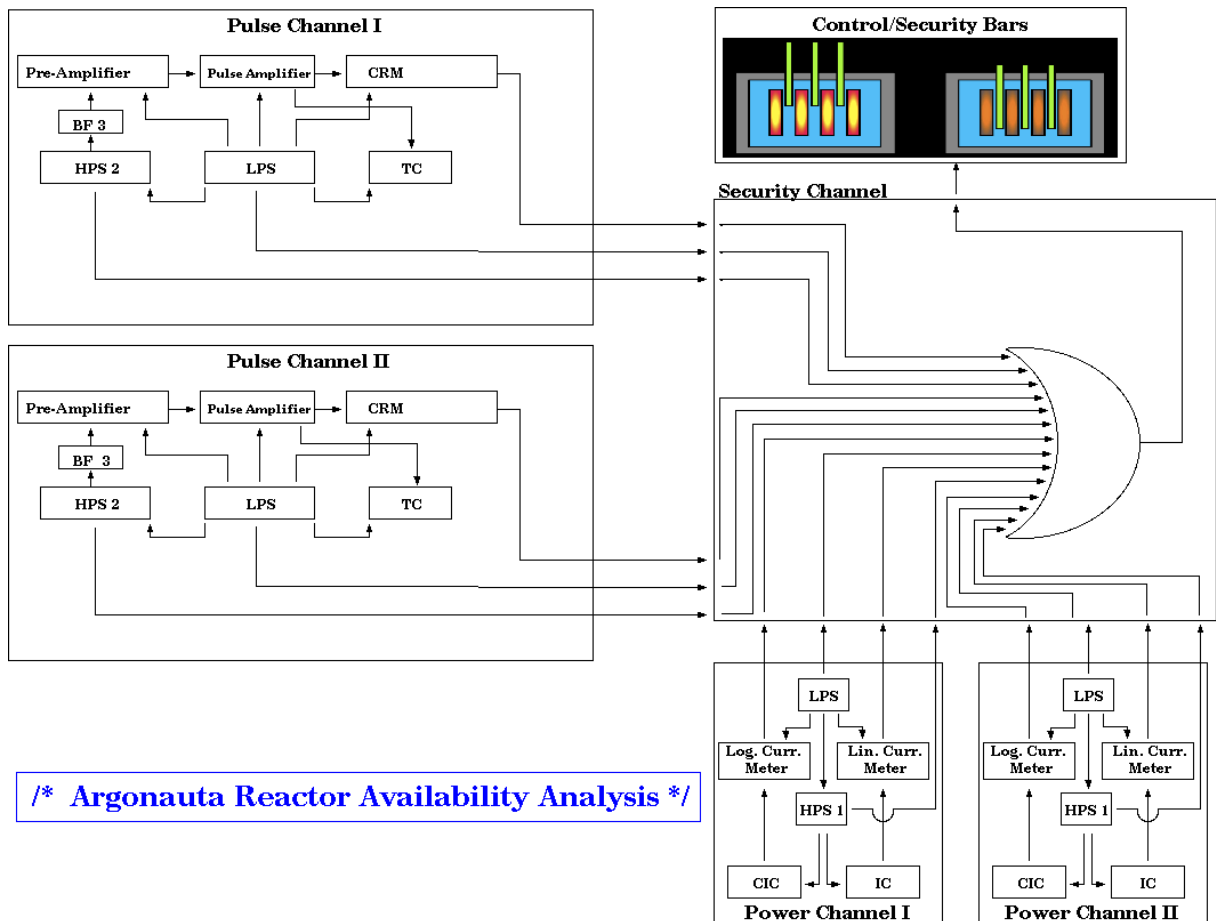 Pulse Channel I
Pre-Amplifier
Pulse Amplifier
CRM
BF 3
HPS 2
LPS
TC
Control/Security Bars
Security Channel
Pulse Channel II
Pre-Amplifier
Pulse Amplifier
CRM
BF 3
HPS 2
LPS
TC
/* Argonauta Reactor Availability Analysis */
LPS
Log. Curr.
Meter
Lin. Curr.
Meter
HPS 1
CIC
IC
Power Channel I
LPS
Log. Curr.
Meter
Lin. Curr.
Meter
HPS 1
CIC
IC
Power Channel II